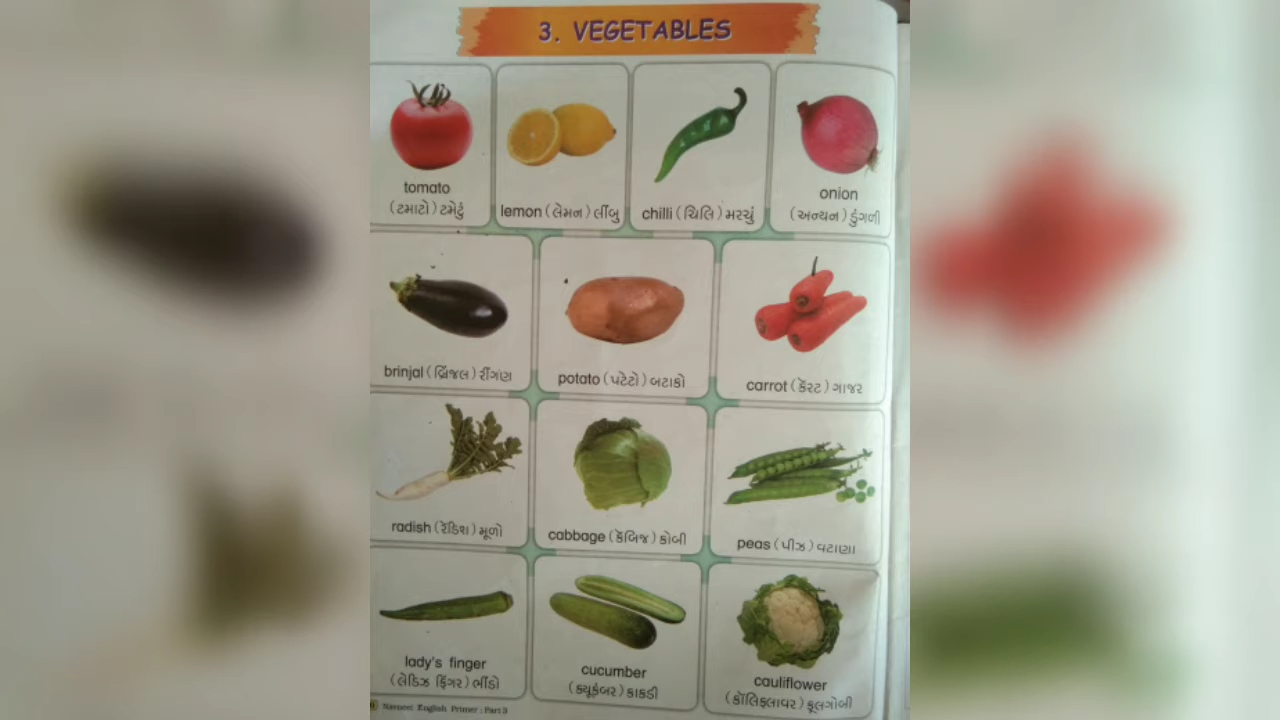 3. VEGETABLES
tomato
(ટમાટો) ટમેટું
lemon (લેમન) લીંબુ
chilli (ચિલિ) મરચું
onion
(અન્યન) ડુંગળી
brinjal (બ્રિંજલ) રીંગણ
potato (પટેટો) બટાકો
carrot (કૅરટ) ગાજર
radish (રૅડિશ) મૂળો
cabbage (કૅબિજ) કોબી
peas (પીઝ) વટાણા
lady's finger
(લેડિઝ ફિંગર) ભીંડો
cucumber
(ક્યૂકંબર) કાકડી
cauliflower
(કૉલિફ્લાવર) ફૂલગોબી
Navneet English Primer : Part 3